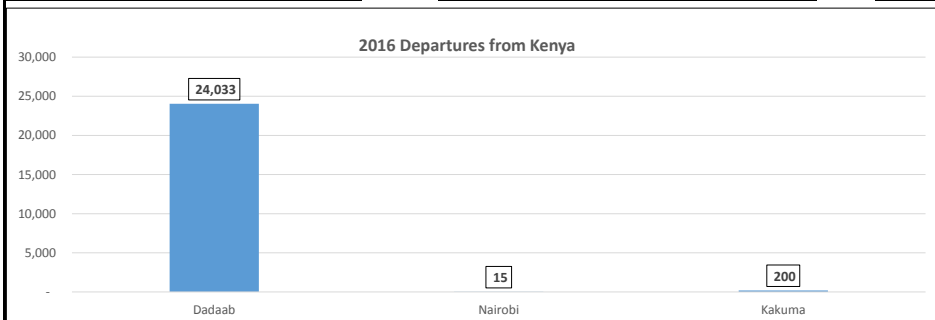 2016 Departures from Kenya
30,000
25,000
20,000
15,000
10,000
5,000
-
24,033
15
200
Dadaab
Nairobi
Kakuma